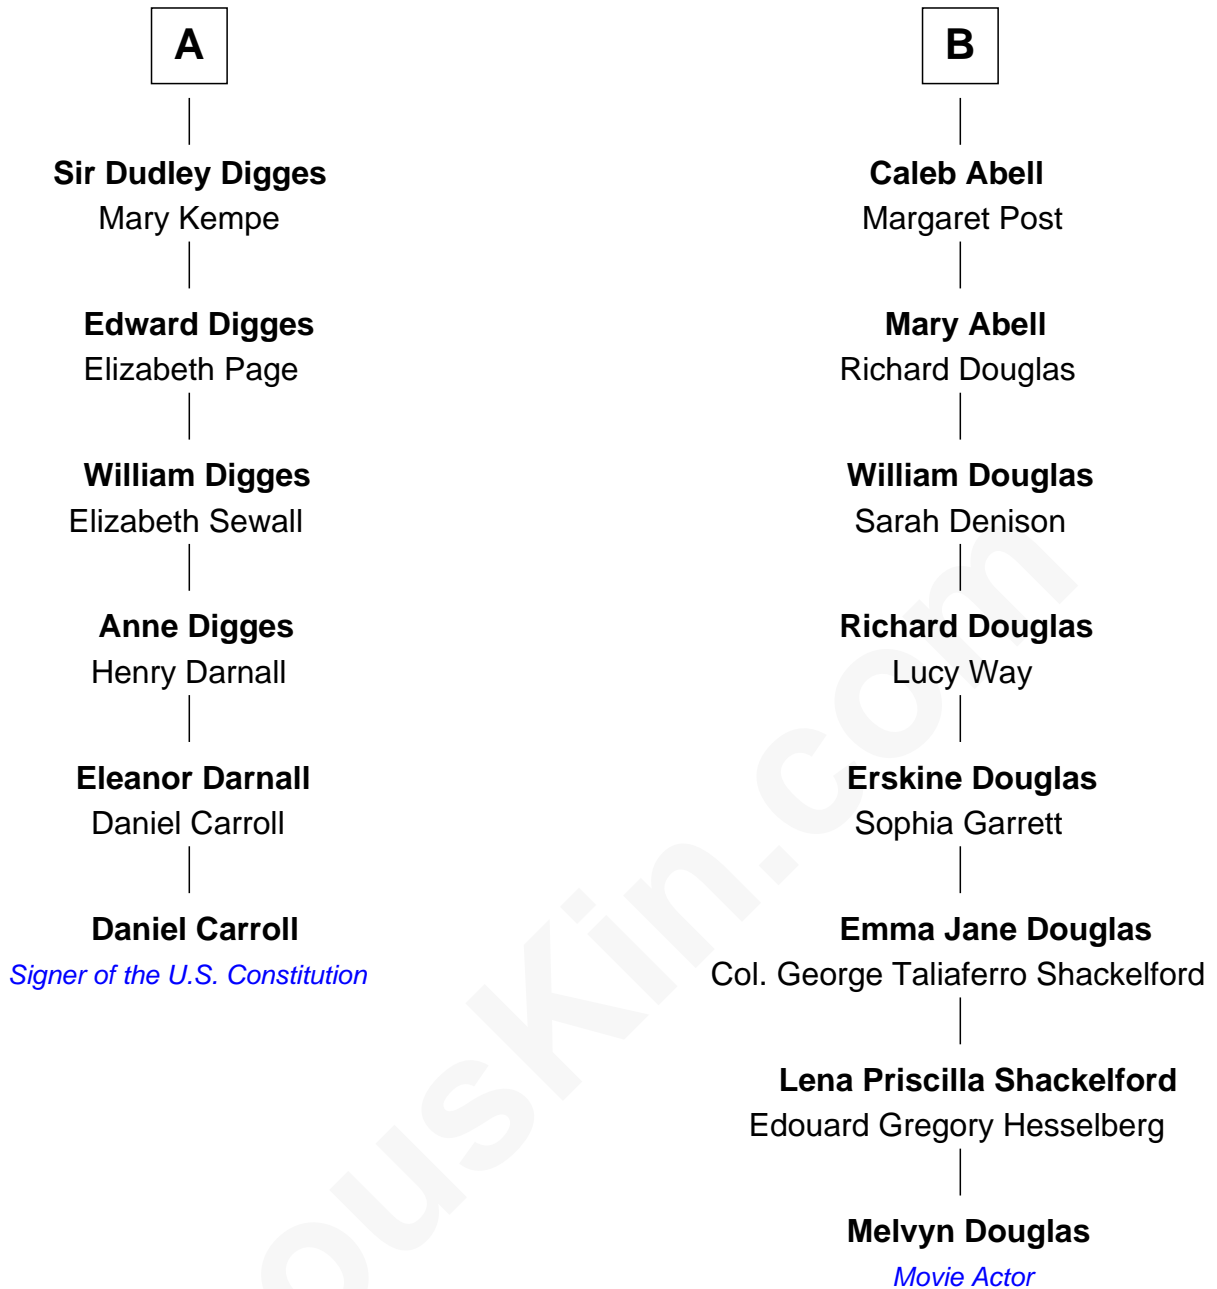 A
Sir Dudley Digges
Mary Kempe
Edward Digges
Elizabeth Page
William Digges
Elizabeth Sewall
Anne Digges
Henry Darnall
Eleanor Darnall
Daniel Carroll
Daniel Carroll
Signer of the U.S. Constitution
B
Caleb Abell
Margaret Post
Mary Abell
Richard Douglas
William Douglas
Sarah Denison
Richard Douglas
Lucy Way
Erskine Douglas
Sophia Garrett
Emma Jane Douglas
Col. George Taliaferro Shackelford
Lena Priscilla Shackelford
Edouard Gregory Hesselberg
Melvyn Douglas
Movie Actor
ousKin.com